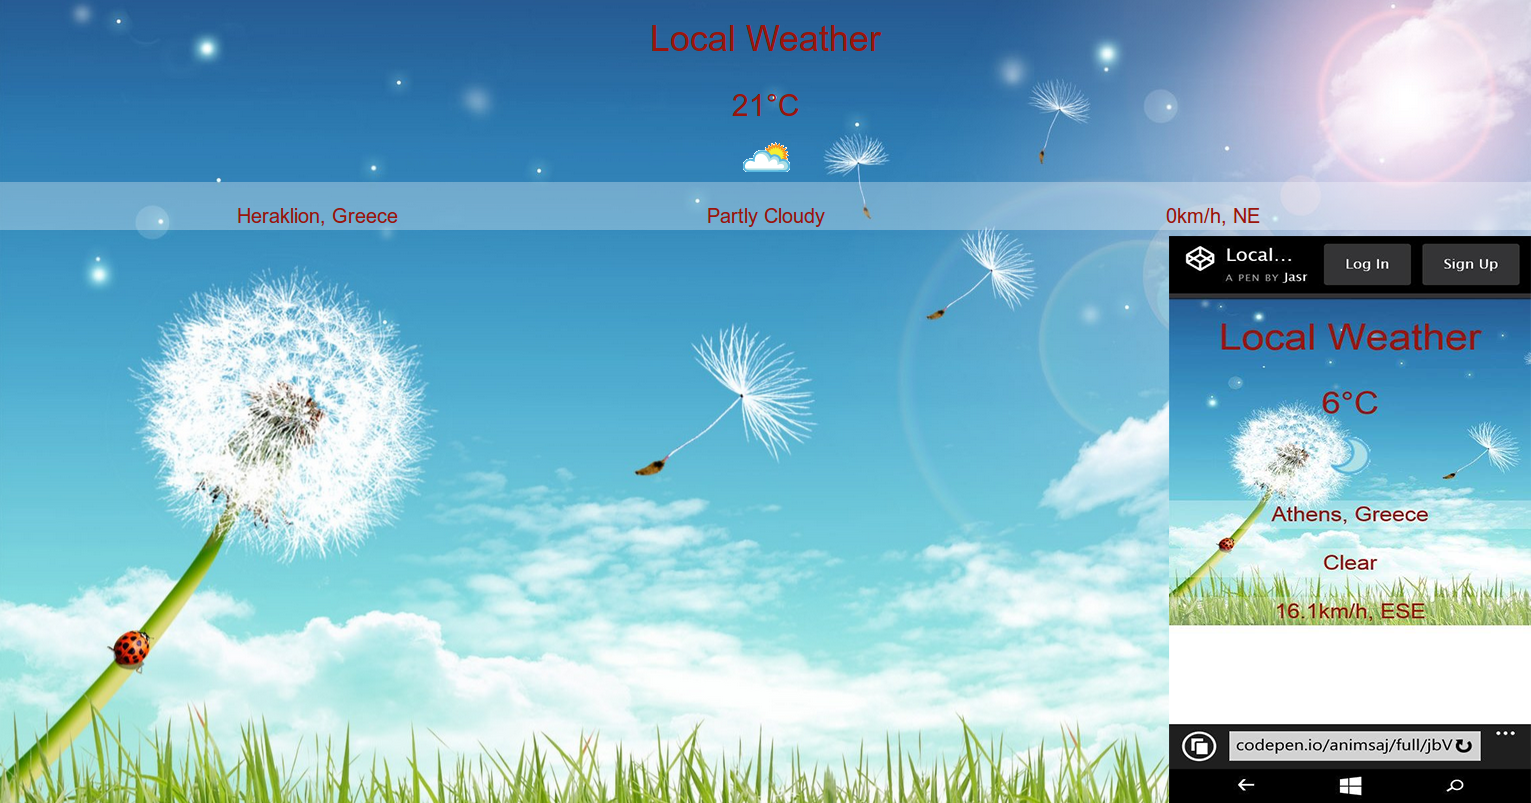 Local Weather
21°C
Heraklion, Greece
Partly Cloudy
0km/h, NE
Local...
A PEN BY Jasr
Log In
Sign Up
Local Weather
6°C
Athens, Greece
Clear
16.1km/h, ESE
codepen.io/animsaj/full/jbV